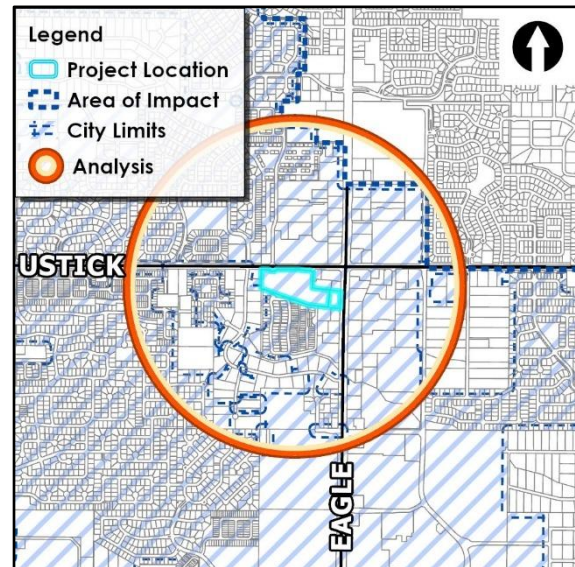 Legend
Project Location
Area of Impact
City Limits
Analysis
USTICK
EAGLE